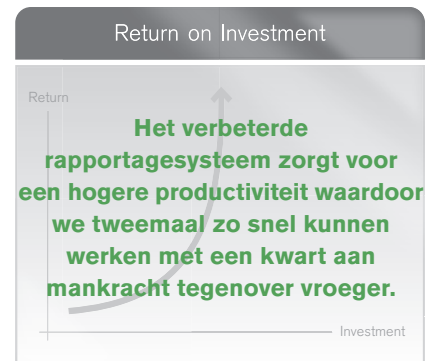 Return on Investment
Return
Het verbeterde
rapportagesysteem zorgt voor
een hogere productiviteit waardoor
we tweemaal zo snel kunnen
werken met een kwart aan
mankracht tegenover vroeger.
Investment